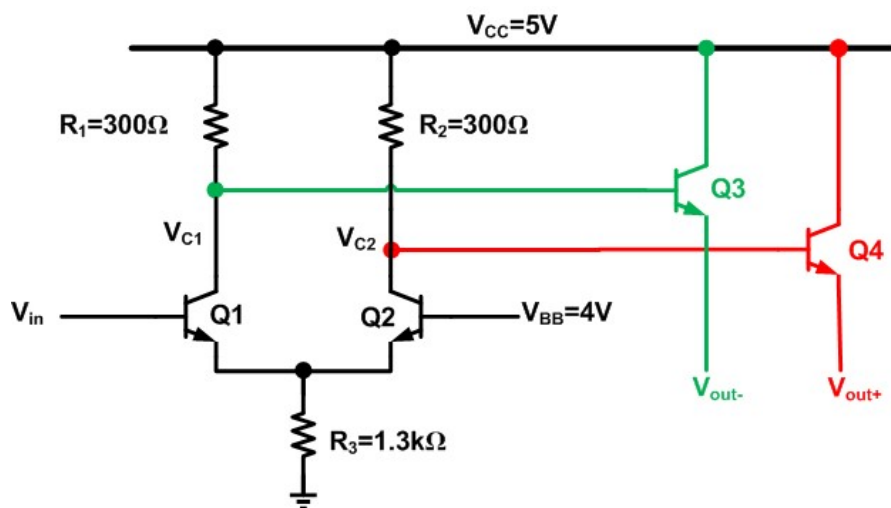 V_CC=5V
R₁=300Ω
R₂=300Ω
Q3
V_C1
V_C2
Q4
V_in
Q1
Q2
V_BB=4V
V_out-
V_out+
R₃=1.3kΩ